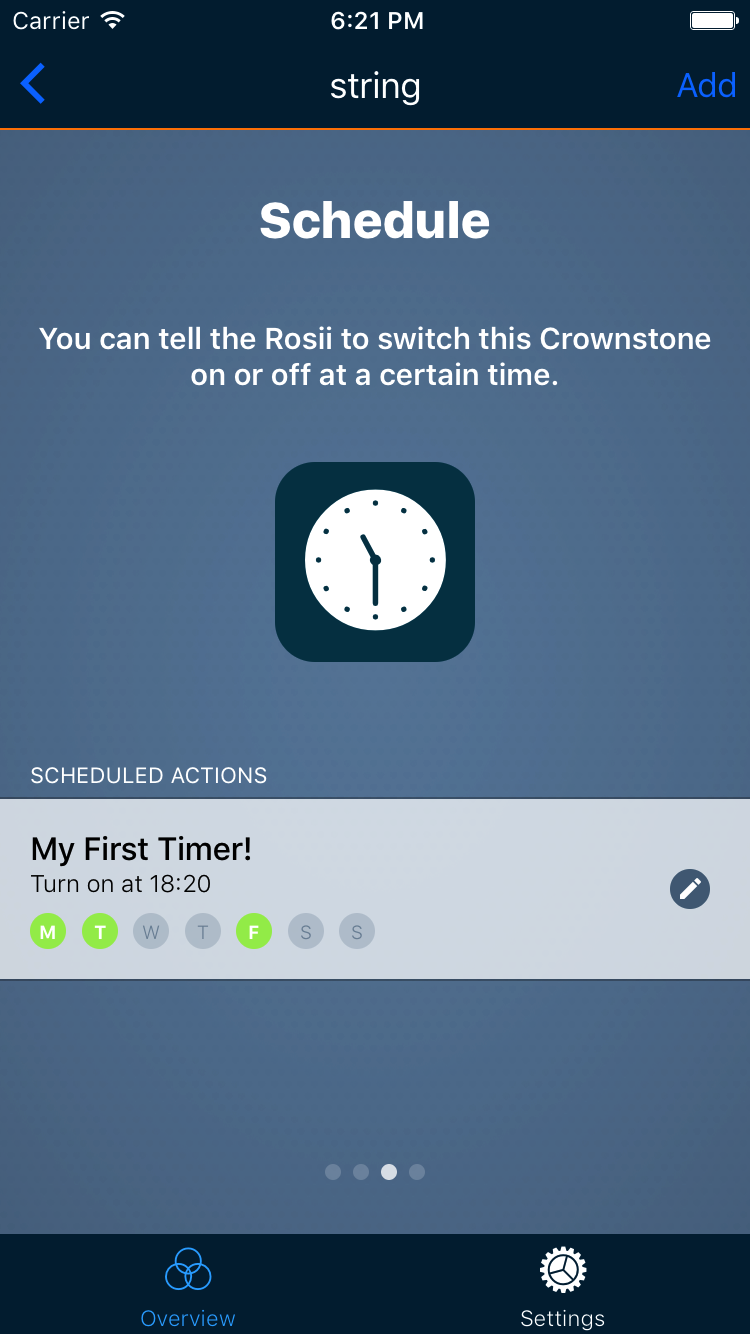 Carrier 6:21 PM
string Add
Schedule
You can tell the Rosii to switch this Crownstone
on or off at a certain time.
SCHEDULED ACTIONS
My First Timer!
Turn on at 18:20
M T W T F S S
Overview Settings